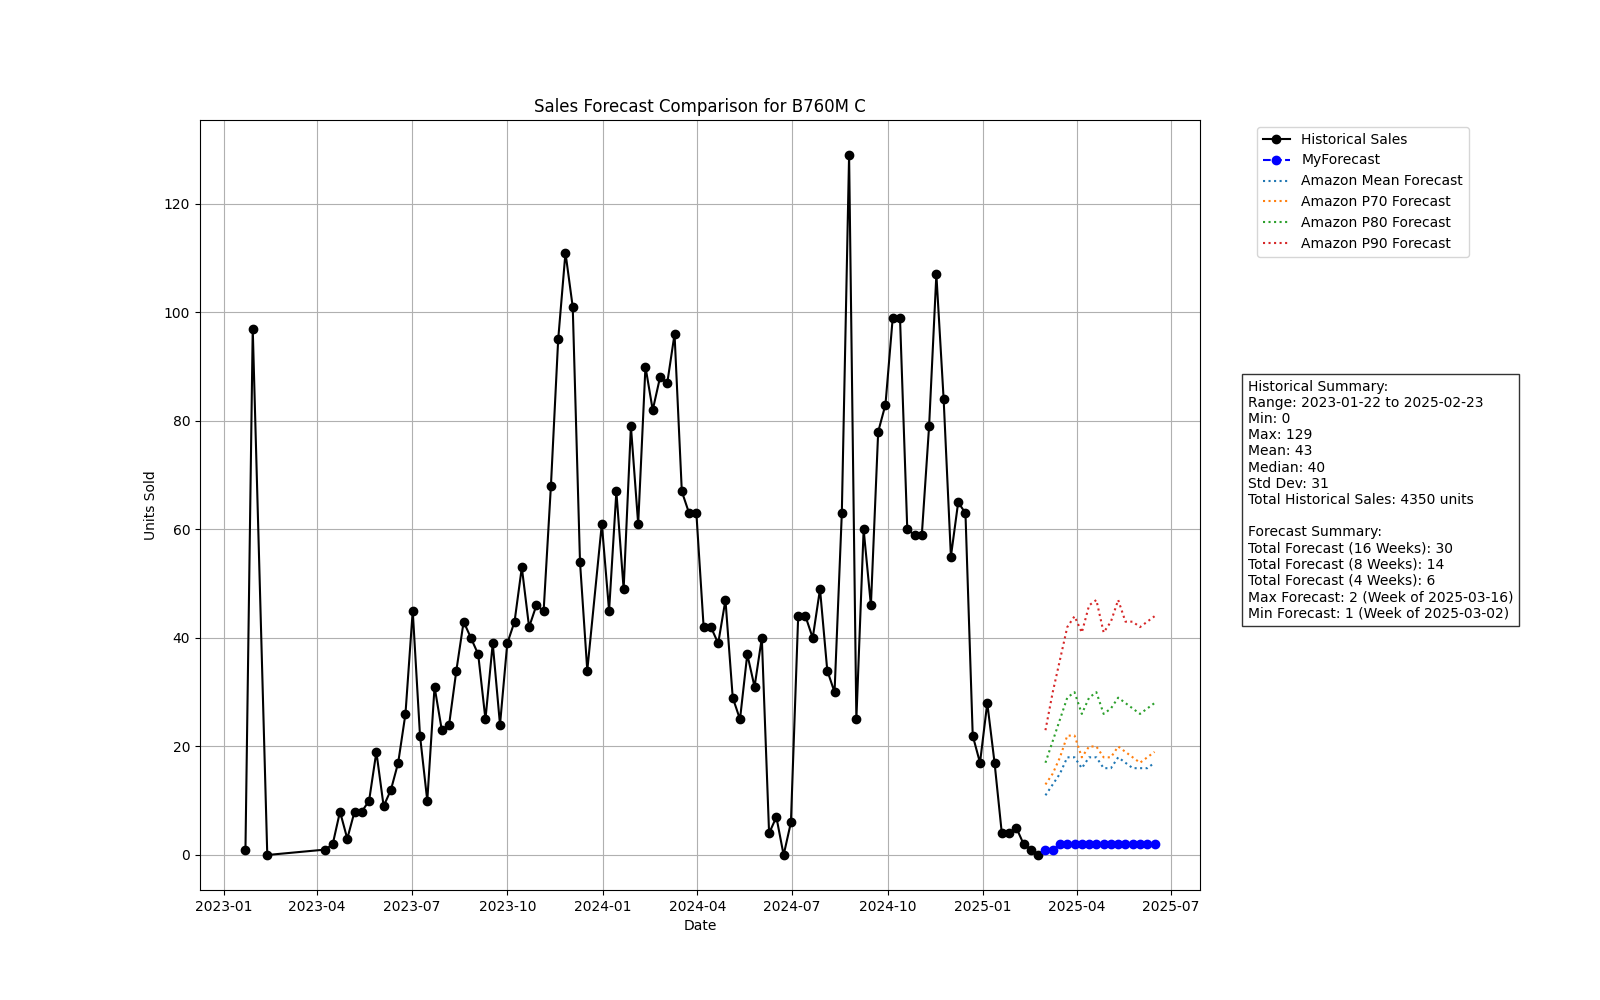 Sales Forecast Comparison for B760M C
Historical Sales
MyForecast
Amazon Mean Forecast
Amazon P70 Forecast
Amazon P80 Forecast
Amazon P90 Forecast
120
100
80
60
40
20
0
Units Sold
2023-01
2023-04
2023-07
2023-10
2024-01
2024-04
2024-07
2024-10
2025-01
2025-04
2025-07
Date
Historical Summary:
Range: 2023-01-22 to 2025-02-23
Min: 0
Max: 129
Mean: 43
Median: 40
Std Dev: 31
Total Historical Sales: 4350 units
Forecast Summary:
Total Forecast (16 Weeks): 30
Total Forecast (8 Weeks): 14
Total Forecast (4 Weeks): 6
Max Forecast: 2 (Week of 2025-03-16)
Min Forecast: 1 (Week of 2025-03-02)